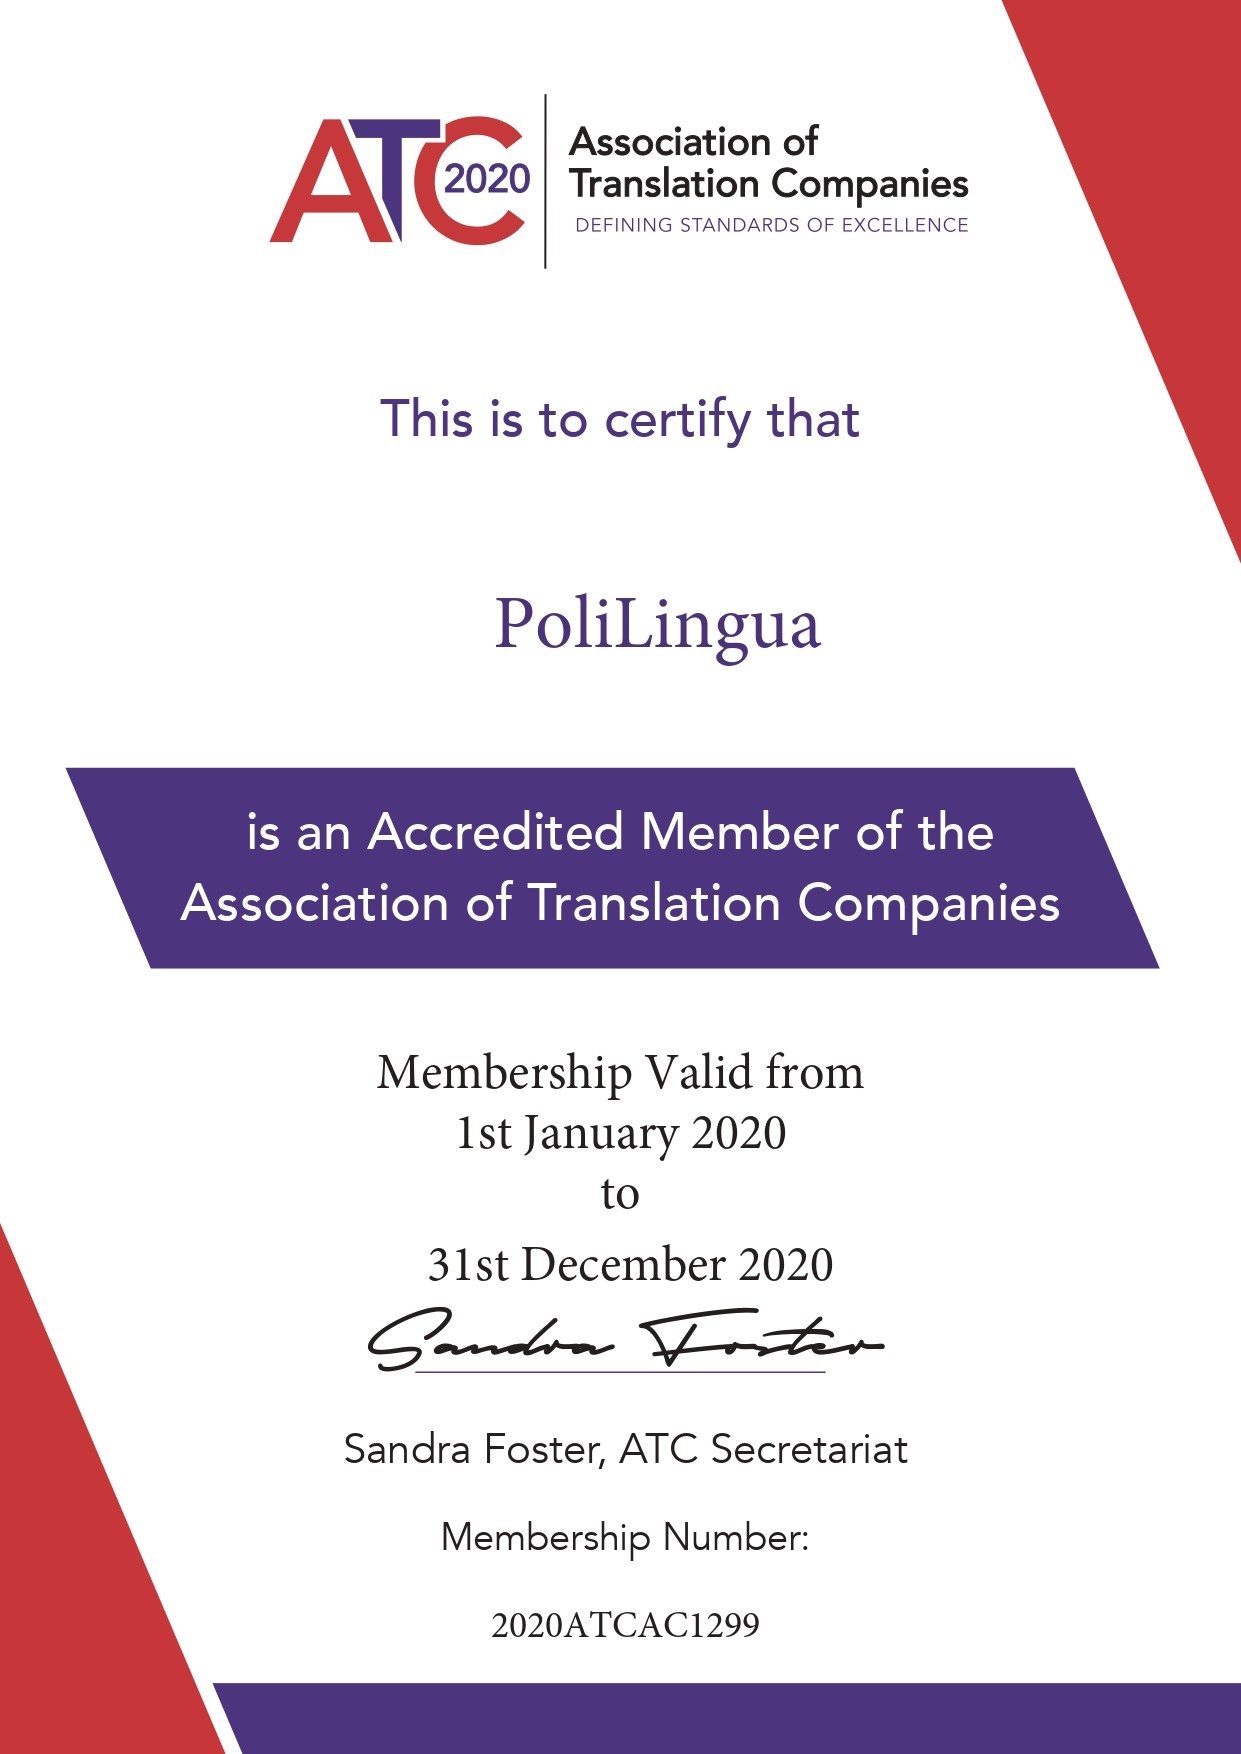 ATC 2020
Association of
Translation Companies
DEFINING STANDARDS OF EXCELLENCE
This is to certify that
PoliLingua
is an Accredited Member of the
Association of Translation Companies
Membership Valid from
1st January 2020
to
31st December 2020
Sandra Foster
Sandra Foster, ATC Secretariat
Membership Number:
2020ATCAC1299